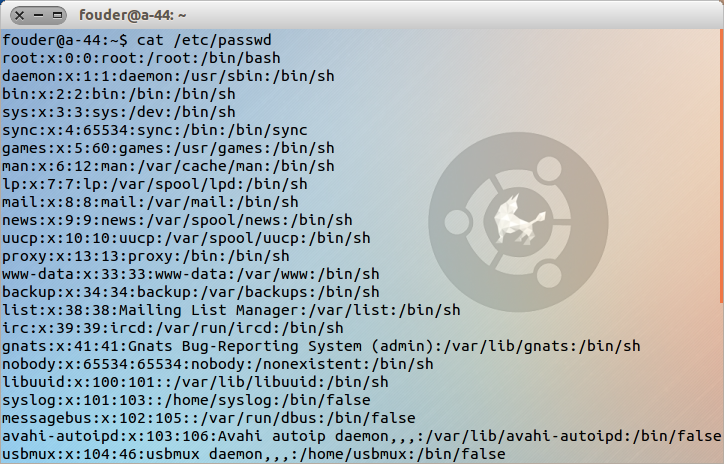 fouder@a-44: ~
fouder@a-44:~$ cat /etc/passwd
root:x:0:0:root:/root:/bin/bash
daemon:x:1:1:daemon:/usr/sbin:/bin/sh
bin:x:2:2:bin:/bin:/bin/sh
sys:x:3:3:sys:/dev:/bin/sh
sync:x:4:65534:sync:/bin:/bin/sync
games:x:5:60:games:/usr/games:/bin/sh
man:x:6:12:man:/var/cache/man:/bin/sh
lp:x:7:7:lp:/var/spool/lpd:/bin/sh
mail:x:8:8:mail:/var/mail:/bin/sh
news:x:9:9:news:/var/spool/news:/bin/sh
uucp:x:10:10:uucp:/var/spool/uucp:/bin/sh
proxy:x:13:13:proxy:/bin:/bin/sh
www-data:x:33:33:www-data:/var/www:/bin/sh
backup:x:34:34:backup:/var/backups:/bin/sh
list:x:38:38:Mailing List Manager:/var/list:/bin/sh
irc:x:39:39:ircd:/var/run/ircd:/bin/sh
gnats:x:41:41:Gnats Bug-Reporting System (admin):/var/lib/gnats:/bin/sh
nobody:x:65534:65534:nobody:/nonexistent:/bin/sh
libuuid:x:100:101::/var/lib/libuuid:/bin/sh
syslog:x:101:103::/home/syslog:/bin/false
messagebus:x:102:105::/var/run/dbus:/bin/false
avahi-autoipd:x:103:106:Avahi autoip daemon,,,:/var/lib/avahi-autoipd:/bin/false
usbmux:x:104:46:usbmux daemon,,,:/home/usbmux:/bin/false